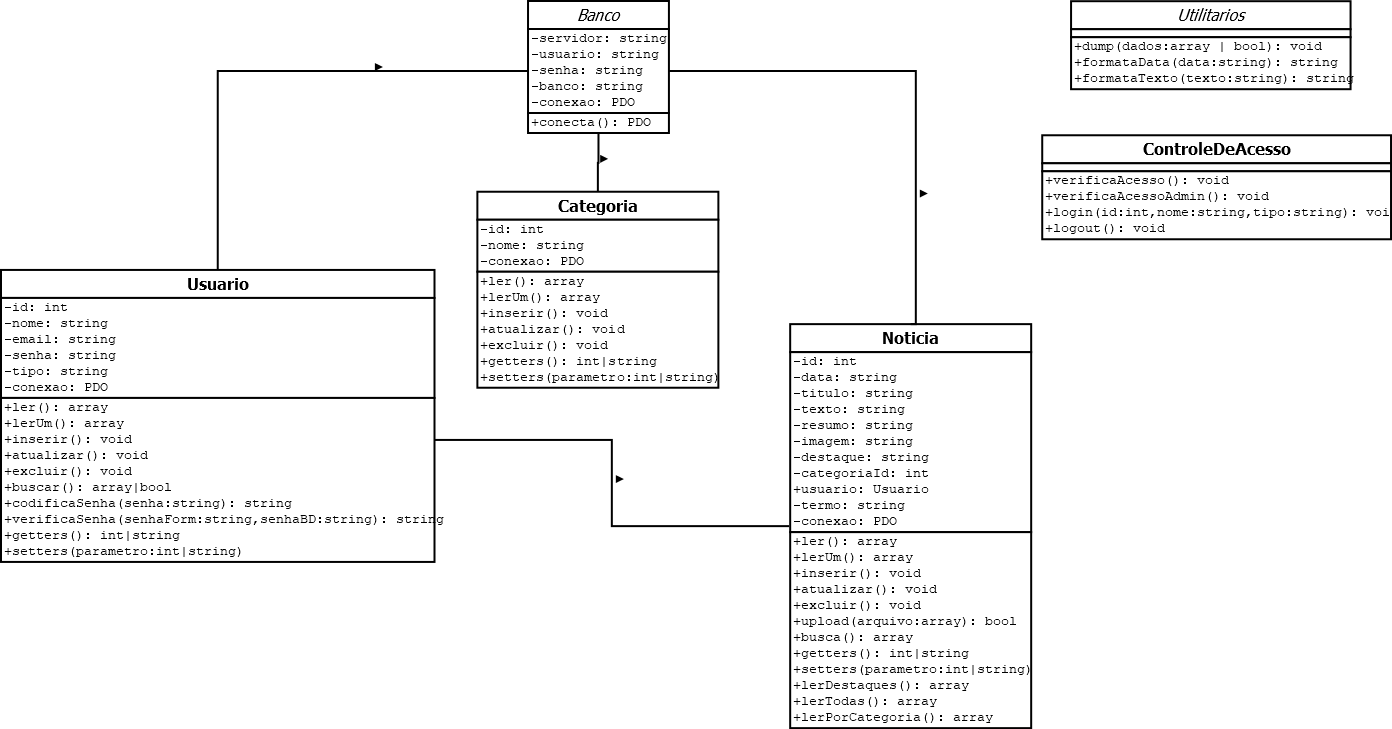 Banco
-servidor: string
-usuario: string
-senha: string
-banco: string
-conexao: PDO
+conecta(): PDO
Utilitarios
+dump(dados:array | bool): void
+formataData(data:string): string
+formataTexto(texto:string): string
ControleDeAcesso
+verificaAcesso(): void
+verificaAcessoAdmin(): void
+login(id:int,nome:string,tipo:string): voi
+logout(): void
Categoria
-id: int
-nome: string
-conexao: PDO
+ler(): array
+lerUm(): array
+inserir(): void
+atualizar(): void
+excluir(): void
+getters(): int|string
+setters(parametro:int|string)
Usuario
-id: int
-nome: string
-email: string
-senha: string
-tipo: string
-conexao: PDO
+ler(): array
+lerUm(): array
+inserir(): void
+atualizar(): void
+excluir(): void
+buscar(): array|bool
+codificaSenha(senha:string): string
+verificaSenha(senhaForm:string,senhaBD:string): string
+getters(): int|string
+setters(parametro:int|string)
Noticia
-id: int
-data: string
-titulo: string
-texto: string
-resumo: string
-imagem: string
-destaque: string
-categoriaId: int
+usuario: Usuario
-termo: string
-conexao: PDO
+ler(): array
+lerUm(): array
+inserir(): void
+atualizar(): void
+excluir(): void
+upload(arquivo:array): bool
+busca(): array
+getters(): int|string
+setters(parametro:int|string)
+lerDestaques(): array
+lerTodas(): array
+lerPorCategoria(): array